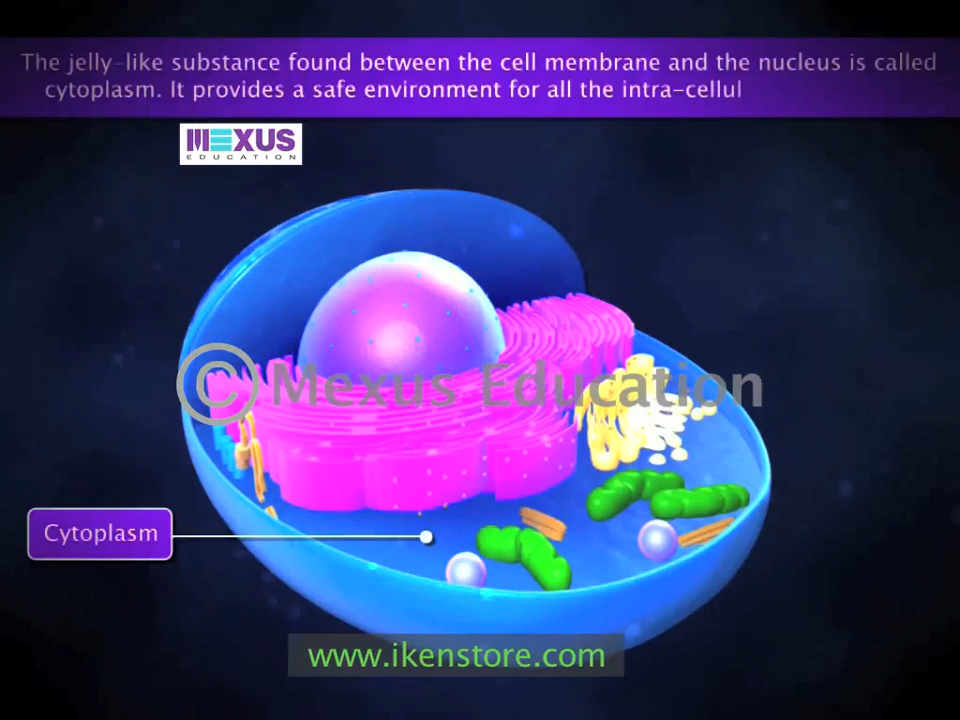 The jelly-like substance found between the cell membrane and the nucleus is called
cytoplasm. It provides a safe environment for all the intra-cellul
MEXUS
EDUCATION
© Mexus Education
Cytoplasm
www.ikenstore.com